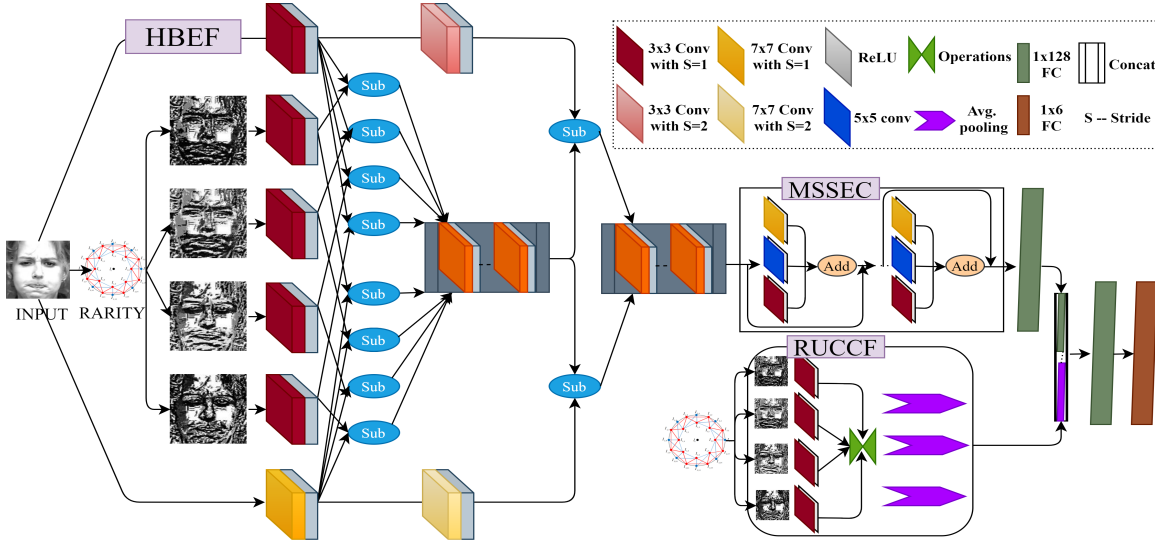 HBEF
3x3 Conv
with S=1
7x7 Conv
with S=1
ReLU
Operations
1x128
FC
Concat
3x3 Conv
with S=2
7x7 Conv
with S=2
5x5 conv
Avg.
pooling
1x6
FC
S -- Stride
Sub
Sub
Sub
Sub
Sub
Sub
Sub
Sub
Sub
Sub
INPUT
RARITY
MSSEC
Add
Add
RUCCF